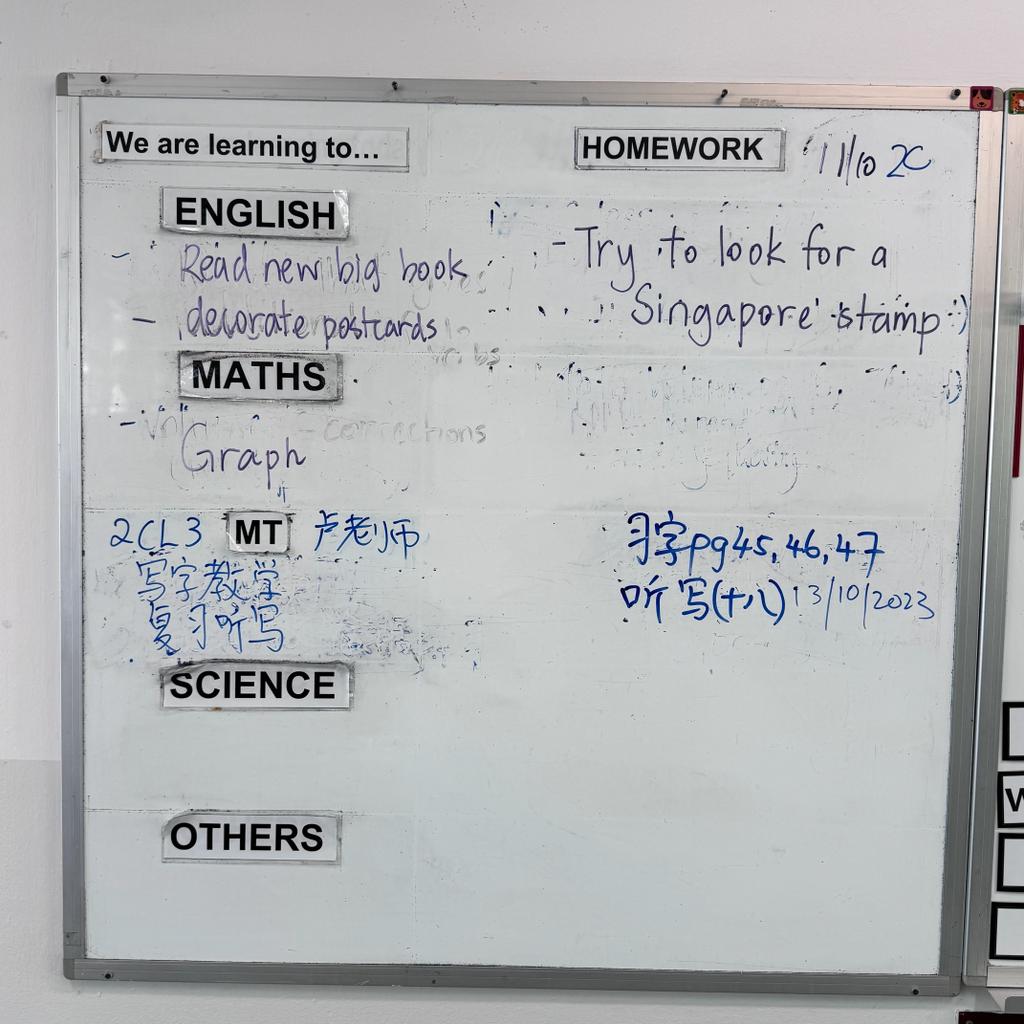 We are learning to...
HOMEWORK 11/10 2C
ENGLISH
- Read new big book
- decorate postcards
- Try to look for a
Singapore stamp :)
MATHS
- corrections
Graph
2CL3 MT 卢老师
写字教学
复习听写
习字pg45,46,47
听写(十八) 13/10/2023
SCIENCE
OTHERS